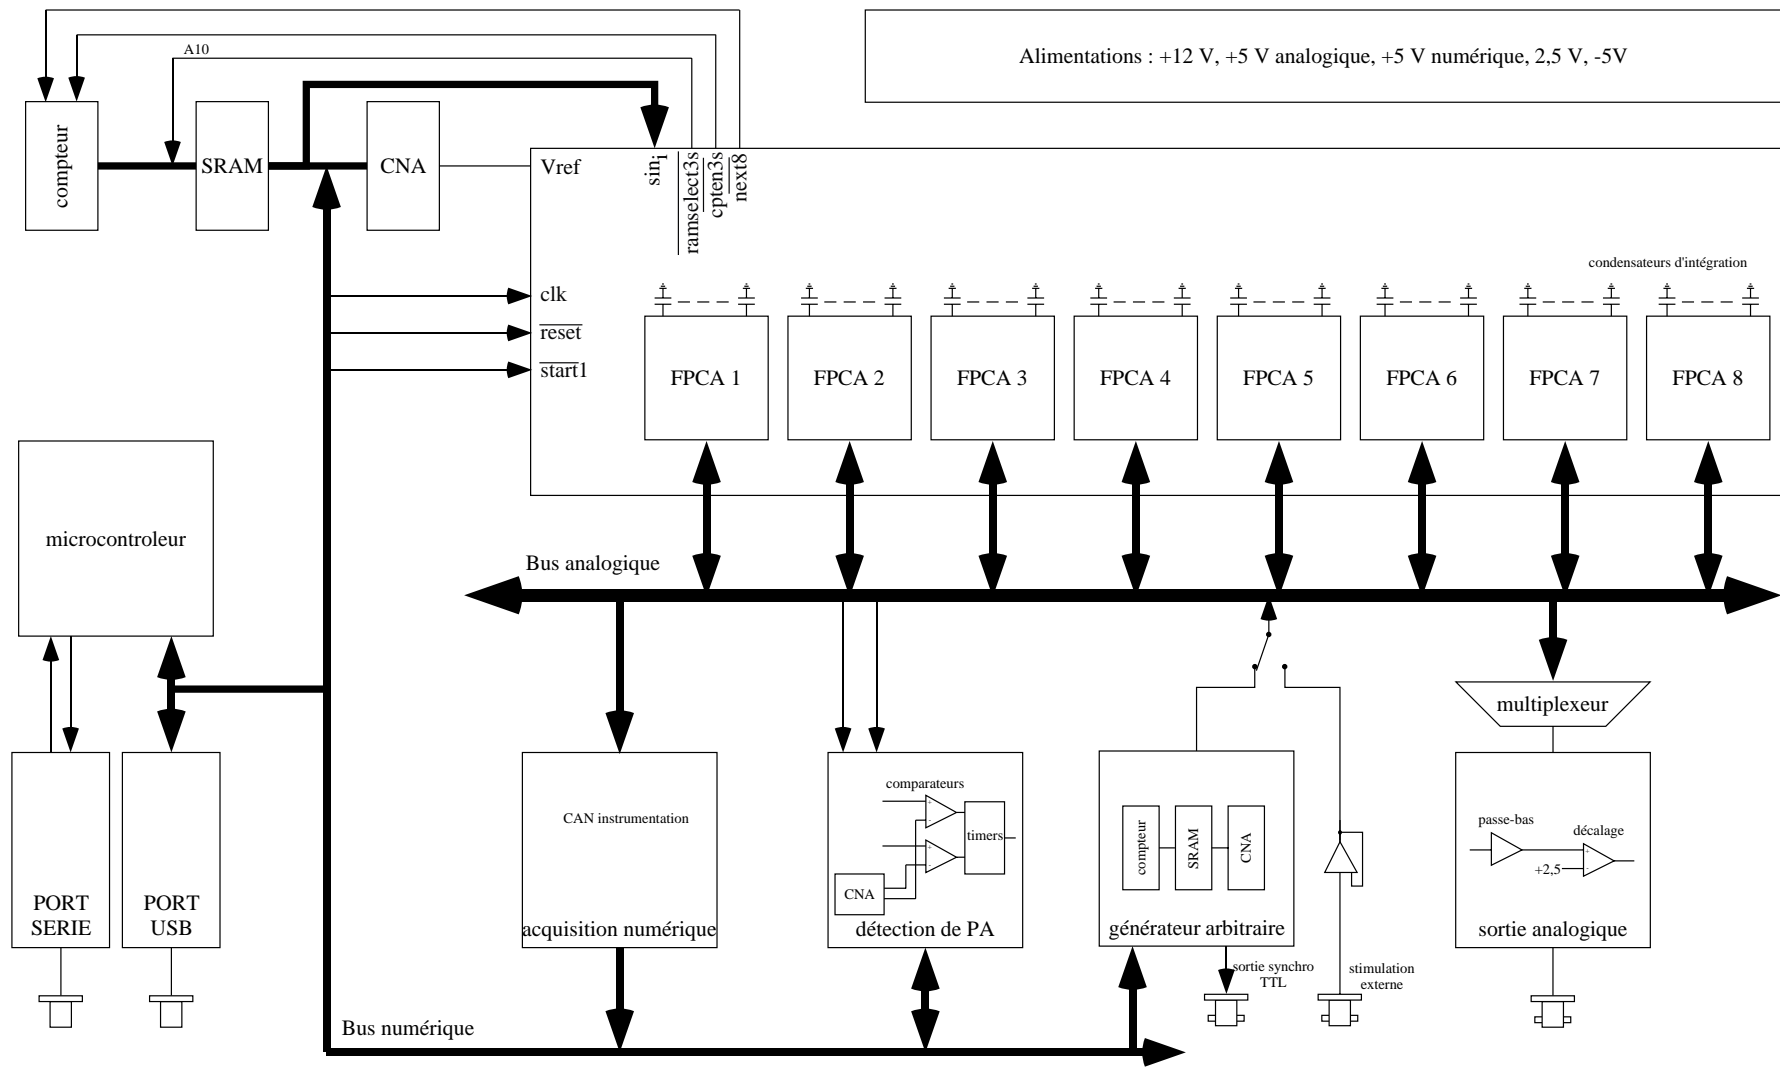 A10
Alimentations : +12 V, +5 V analogique, +5 V numérique, 2,5 V, -5V
compteur
SRAM
CNA
Vref
sini
ramselect3s
cpten3s
next8
clk
reset
start1
condensateurs d'intégration
FPCA 1
FPCA 2
FPCA 3
FPCA 4
FPCA 5
FPCA 6
FPCA 7
FPCA 8
microcontroleur
Bus analogique
multiplexeur
PORT
SERIE
PORT
USB
CAN instrumentation
acquisition numérique
comparateurs
+
-
+
-
timers
CNA
détection de PA
compteur
SRAM
CNA
générateur arbitraire
passe-bas
décalage
+
-
+2,5
sortie analogique
sortie synchro
TTL
stimulation
externe
Bus numérique